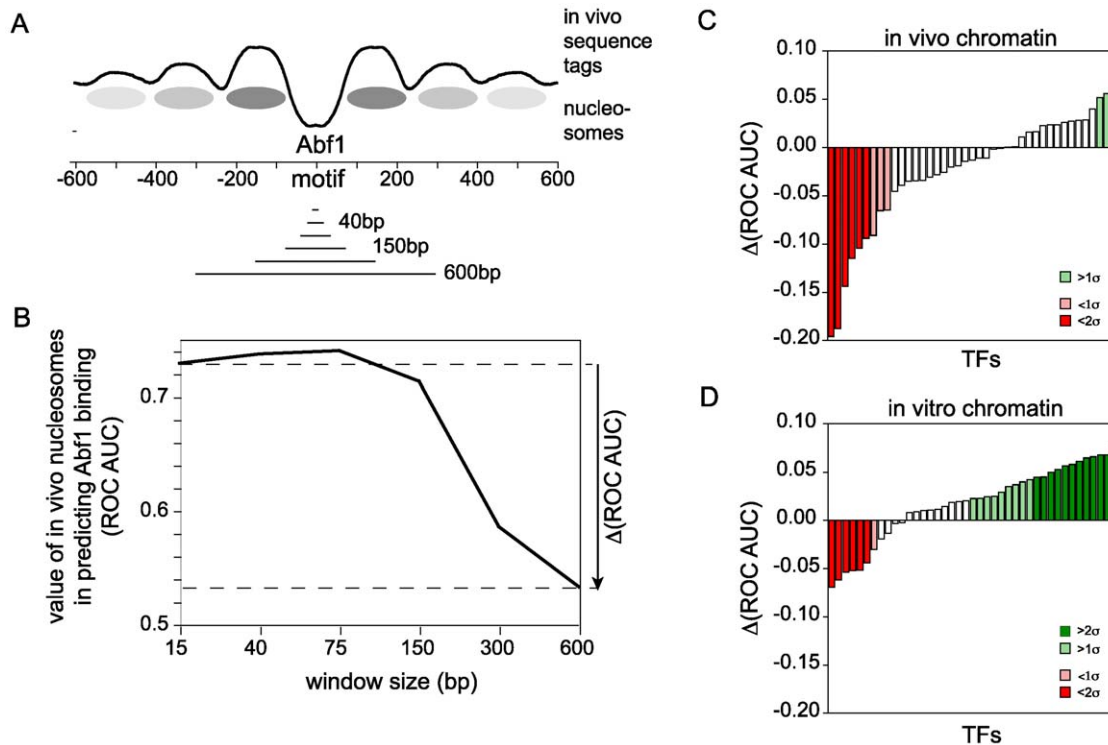 A
in vivo
sequence
tags
nucleo-
somes
Abf1
-600 -400 -200 motif 200 400 600
40bp
150bp
600bp
B
value of in vivo nucleosomes
in predicting Abf1 binding
(ROC AUC)
0.7
0.6
0.5
15 40 75 150 300 600
window size (bp)
Δ(ROC AUC)
C
in vivo chromatin
Δ(ROC AUC)
0.10
0.05
0.00
-0.05
-0.10
-0.15
-0.20
>1σ
<1σ
<2σ
TFs
D
in vitro chromatin
Δ(ROC AUC)
0.10
0.05
0.00
-0.05
-0.10
-0.15
-0.20
>2σ
>1σ
<1σ
<2σ
TFs